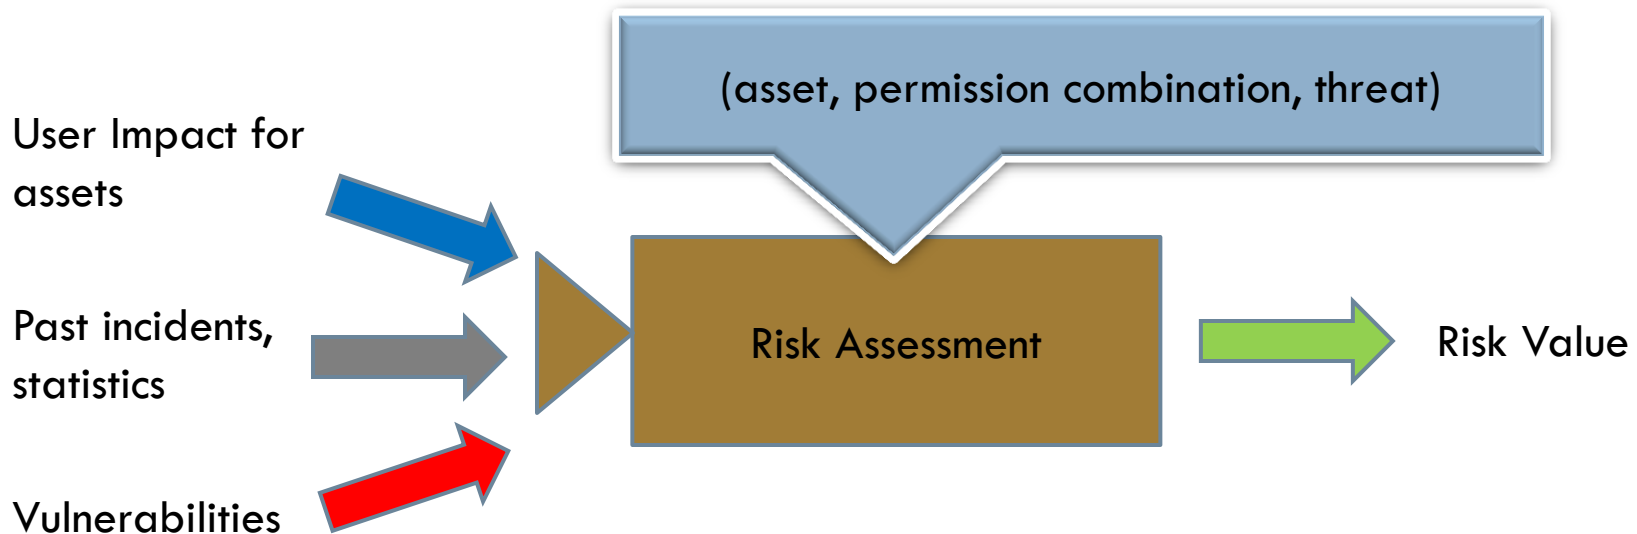 (asset, permission combination, threat)
User Impact for
assets
Past incidents,
statistics
Vulnerabilities
Risk Assessment
Risk Value